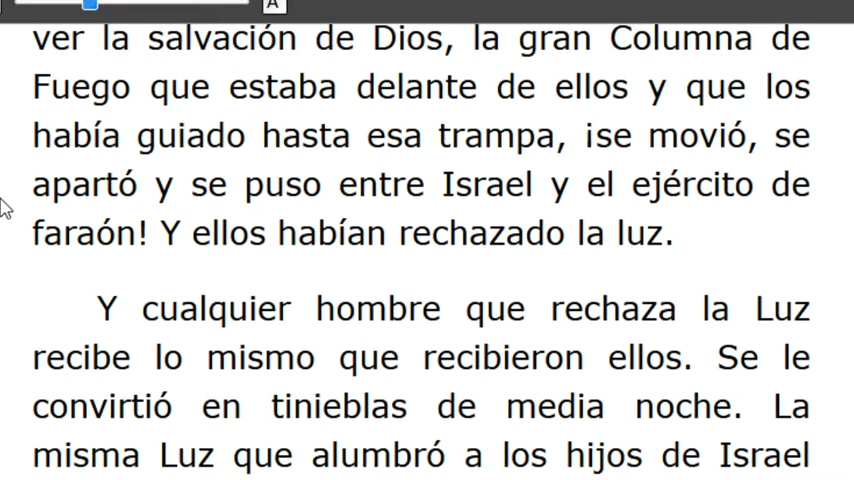 A
ver la salvación de Dios, la gran Columna de
Fuego que estaba delante de ellos y que los
había guiado hasta esa trampa, ¡se movió, se
apartó y se puso entre Israel y el ejército de
faraón! Y ellos habían rechazado la luz.
Y cualquier hombre que rechaza la Luz
recibe lo mismo que recibieron ellos. Se le
convirtió en tinieblas de media noche. La
misma Luz que alumbró a los hijos de Israel